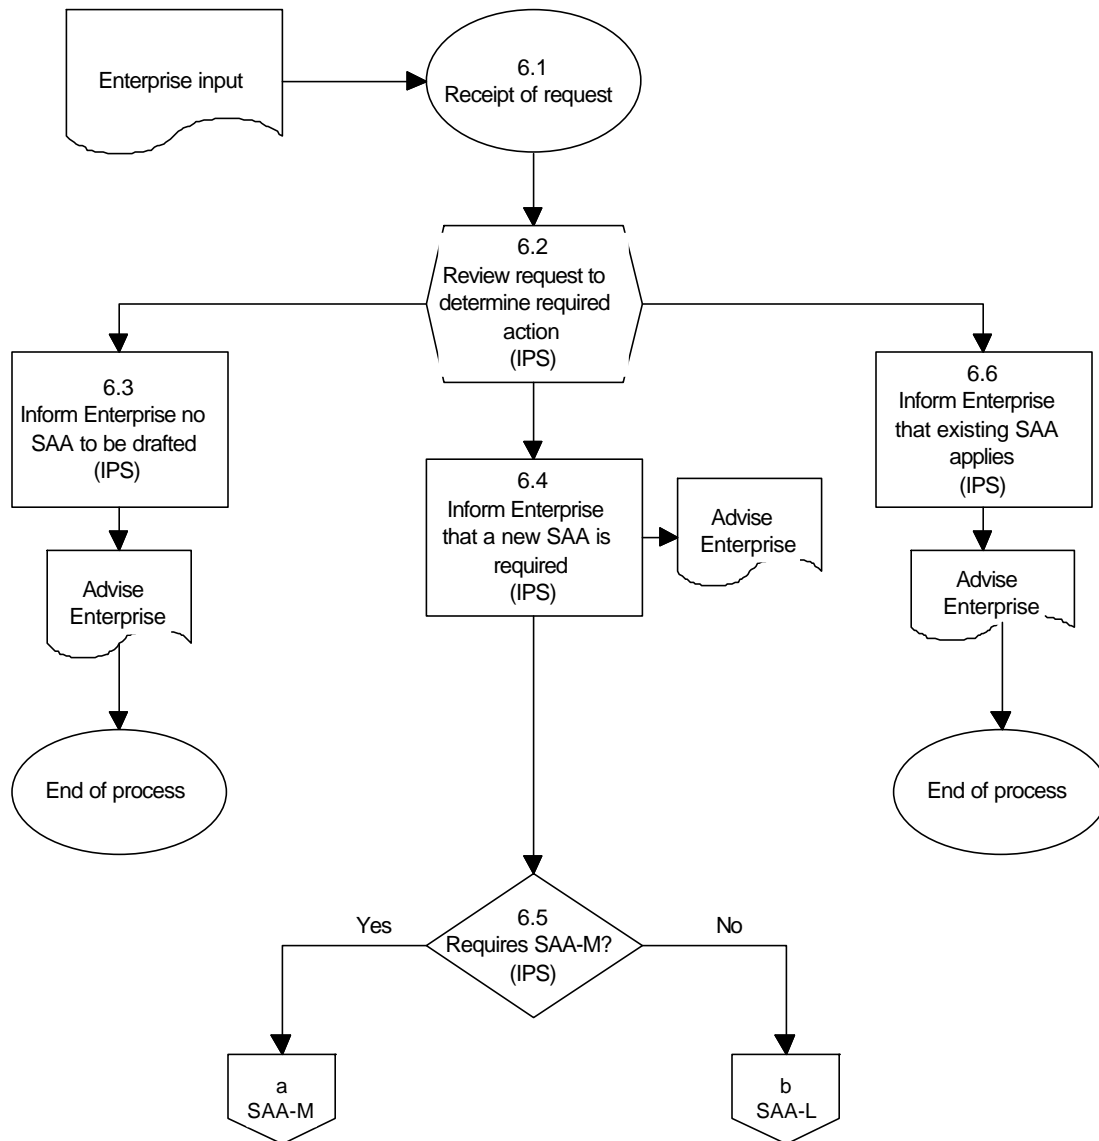 Enterprise input
6.1
Receipt of request
6.2
Review request to
determine required
action
(IPS)
6.3
Inform Enterprise no
SAA to be drafted
(IPS)
6.4
Inform Enterprise
that a new SAA is
required
(IPS)
Advise
Enterprise
6.6
Inform Enterprise
that existing SAA
applies
(IPS)
Advise
Enterprise
Advise
Enterprise
End of process
End of process
6.5
Requires SAA-M?
(IPS)
Yes
No
a
SAA-M
b
SAA-L